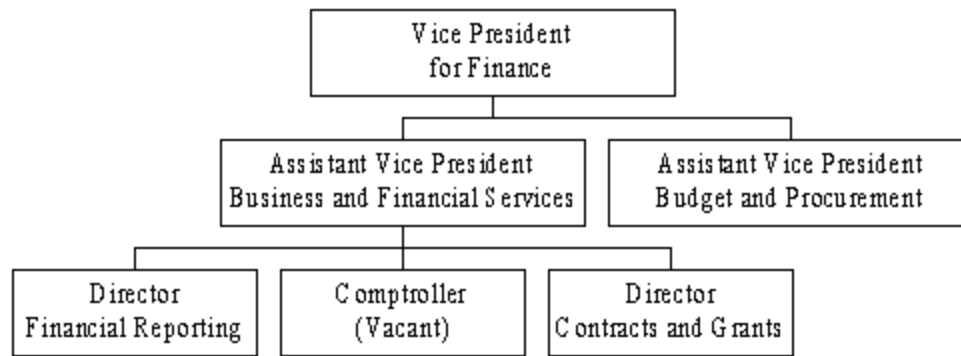 Vice President
for Finance
Assistant Vice President
Business and Financial Services
Assistant Vice President
Budget and Procurement
Director
Financial Reporting
Comptroller
(Vacant)
Director
Contracts and Grants